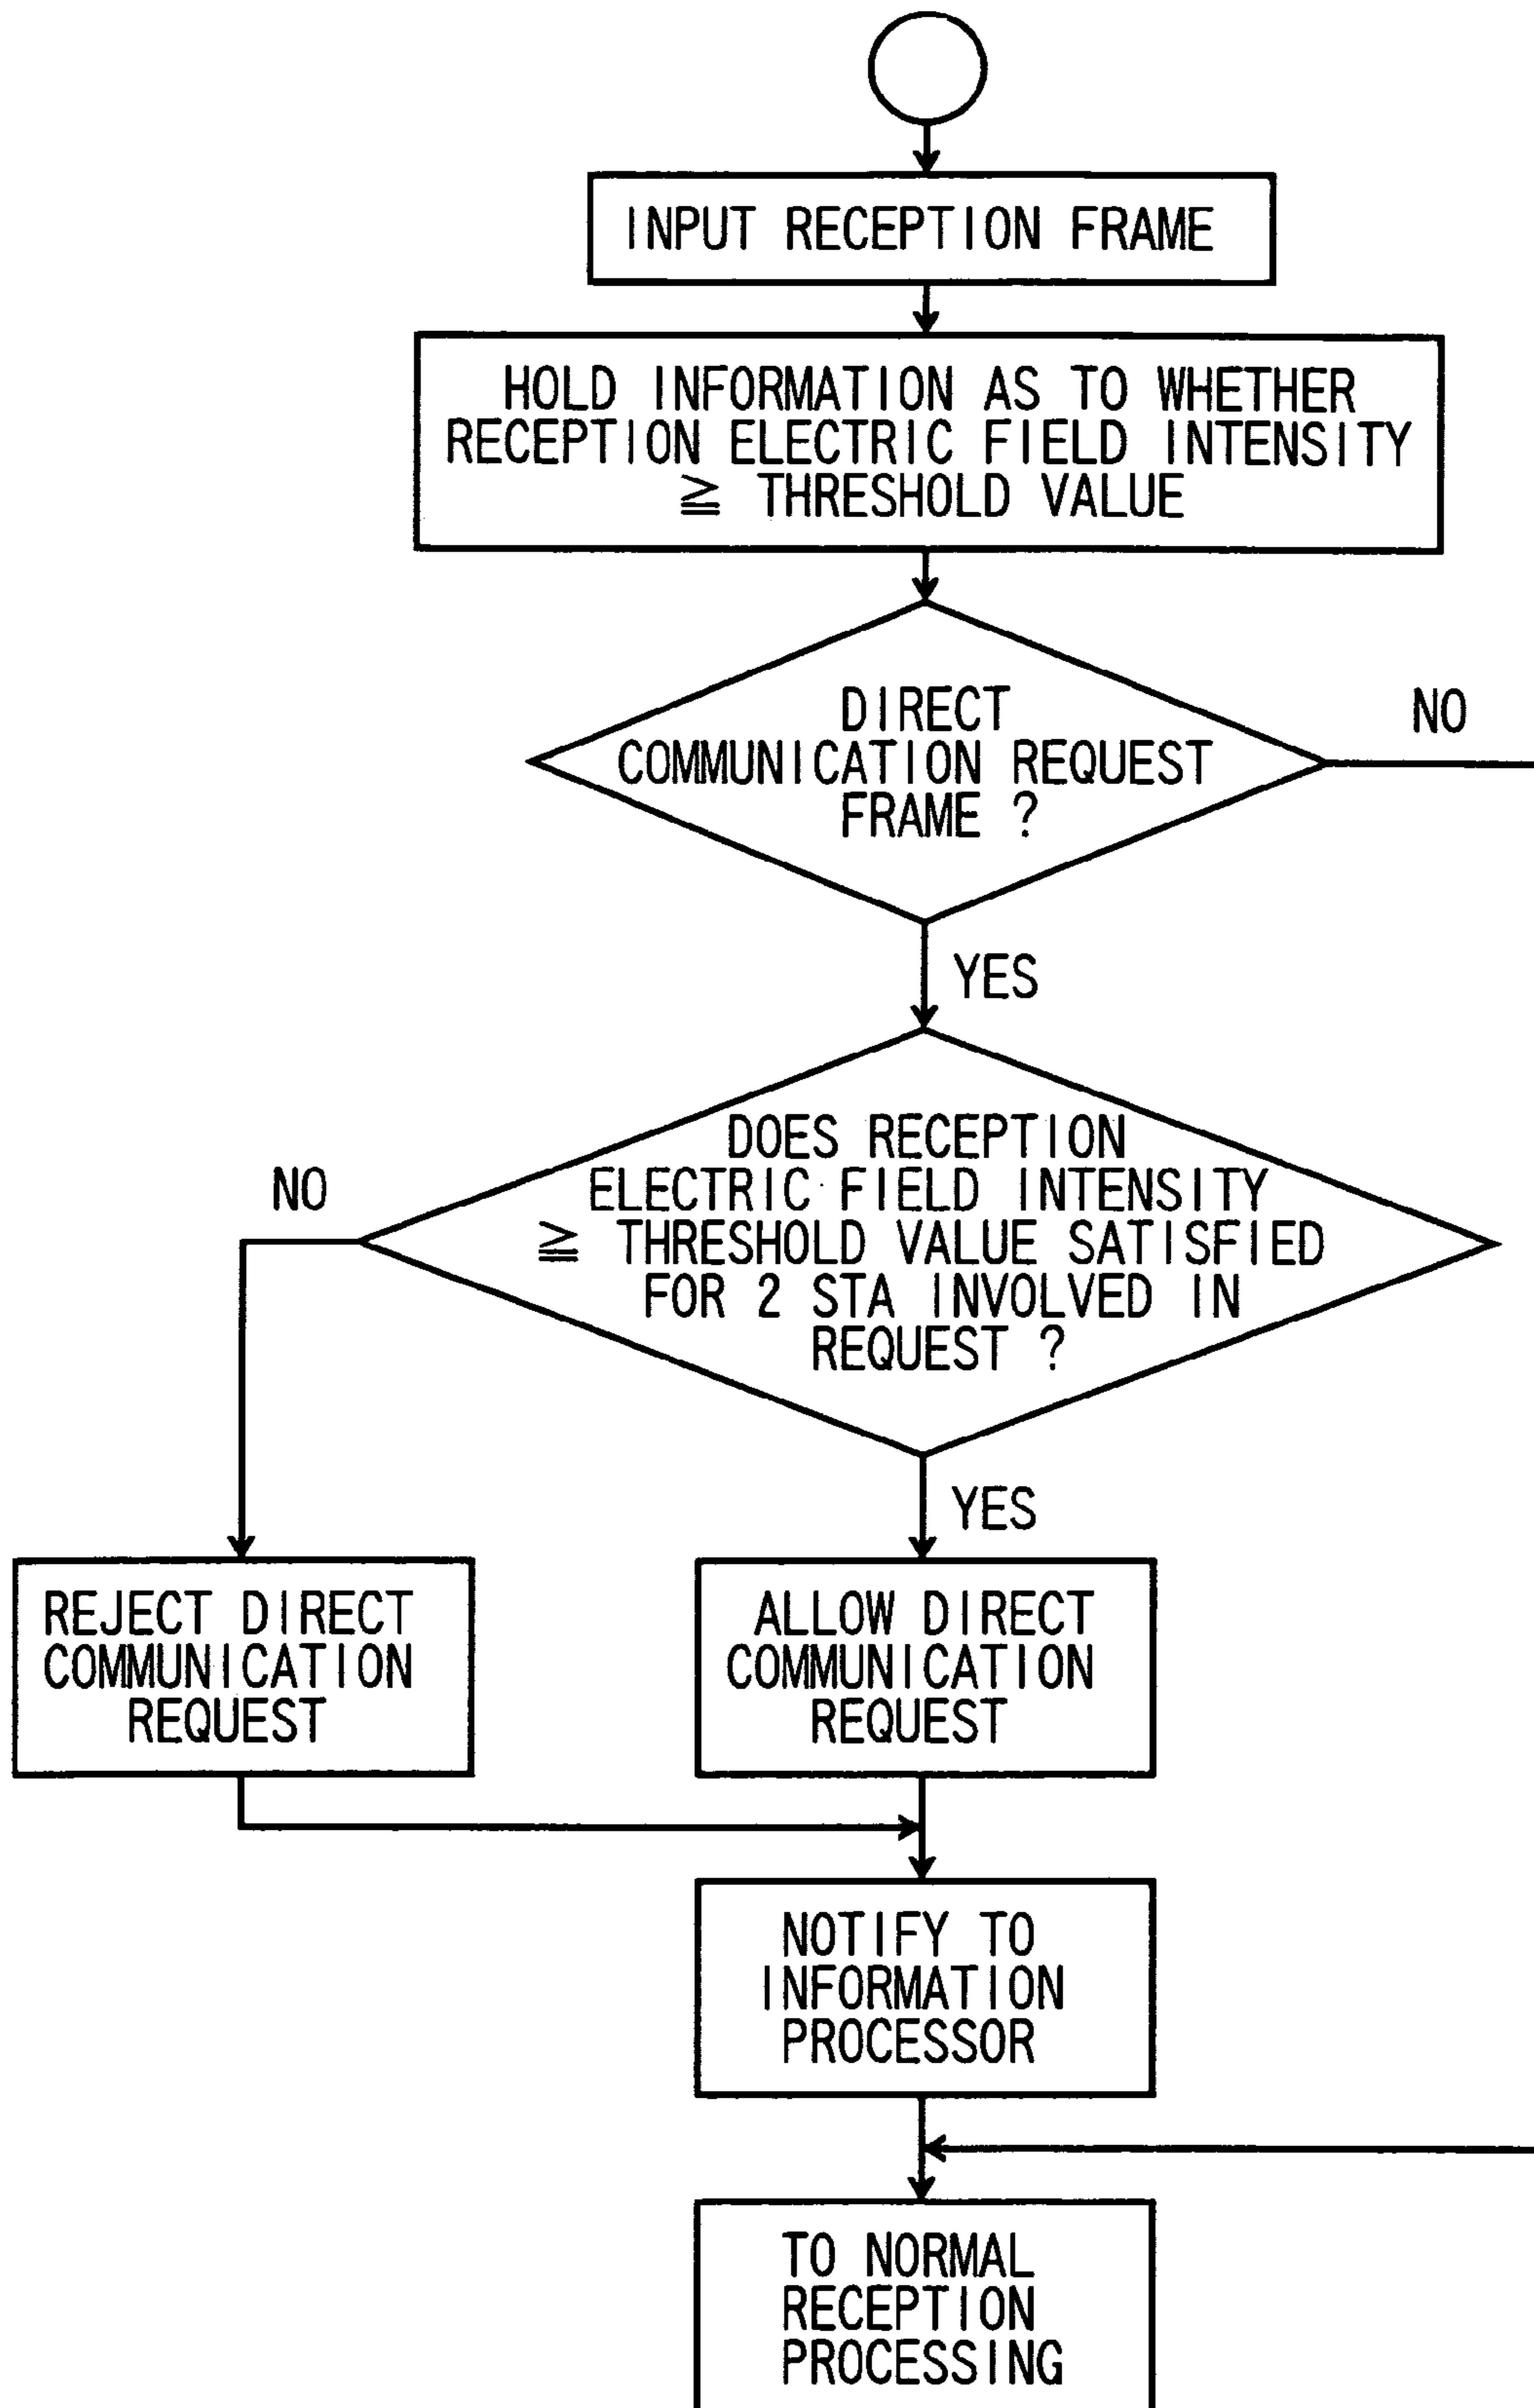 INPUT RECEPTION FRAME
HOLD INFORMATION AS TO WHETHER
RECEPTION ELECTRIC FIELD INTENSITY
≧ THRESHOLD VALUE
DIRECT
COMMUNICATION REQUEST
FRAME ?
NO
YES
DOES RECEPTION
ELECTRIC FIELD INTENSITY
≧ THRESHOLD VALUE SATISFIED
FOR 2 STA INVOLVED IN
REQUEST ?
NO
YES
REJECT DIRECT
COMMUNICATION
REQUEST
ALLOW DIRECT
COMMUNICATION
REQUEST
NOTIFY TO
INFORMATION
PROCESSOR
TO NORMAL
RECEPTION
PROCESSING